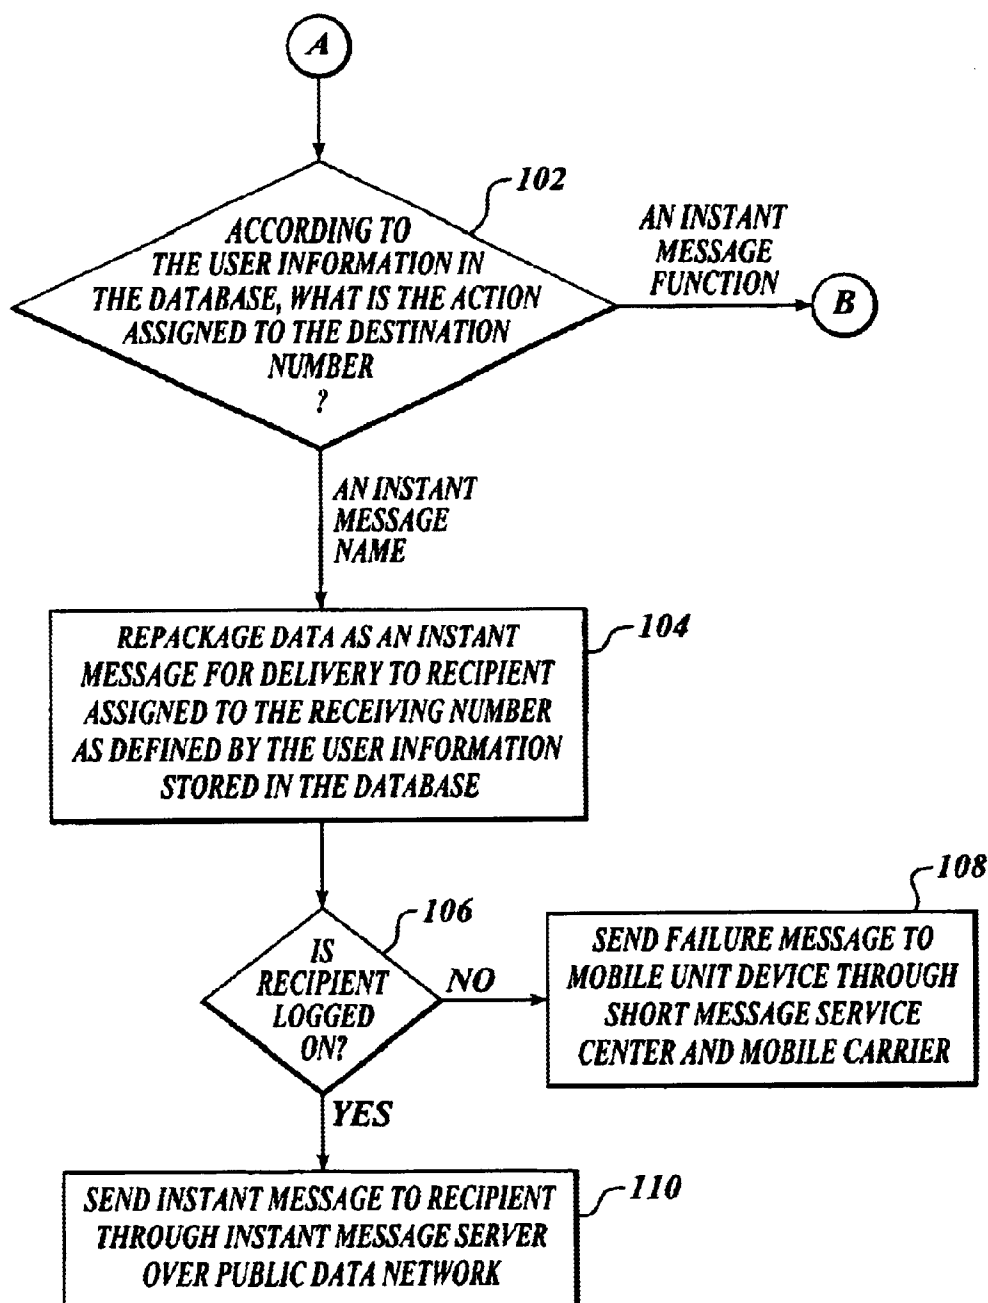 A
102
ACCORDING TO
THE USER INFORMATION IN
THE DATABASE, WHAT IS THE ACTION
ASSIGNED TO THE DESTINATION
NUMBER
?
AN INSTANT
MESSAGE
FUNCTION
B
AN INSTANT
MESSAGE
NAME
104
REPACKAGE DATA AS AN INSTANT
MESSAGE FOR DELIVERY TO RECIPIENT
ASSIGNED TO THE RECEIVING NUMBER
AS DEFINED BY THE USER INFORMATION
STORED IN THE DATABASE
106
IS
RECIPIENT
LOGGED
ON?
NO
108
SEND FAILURE MESSAGE TO
MOBILE UNIT DEVICE THROUGH
SHORT MESSAGE SERVICE
CENTER AND MOBILE CARRIER
YES
110
SEND INSTANT MESSAGE TO RECIPIENT
THROUGH INSTANT MESSAGE SERVER
OVER PUBLIC DATA NETWORK